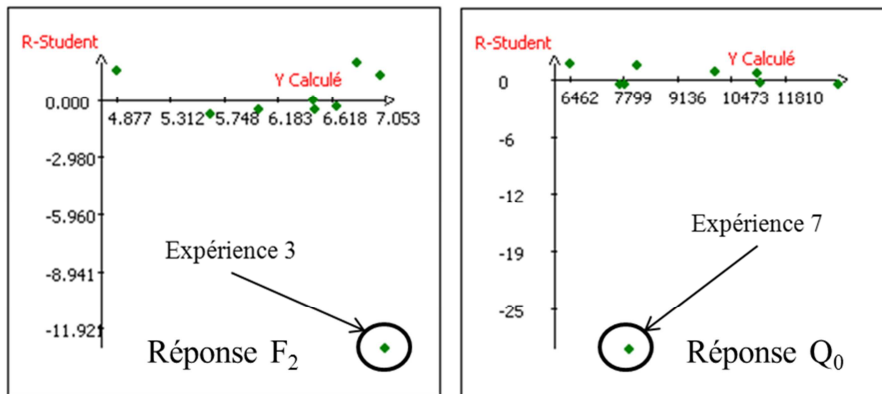 R-Student
Y Calculé
0.000
4.877 5.312 5.748 6.183 6.618 7.053
-2.980
-5.960
Expérience 3
-8.941
-11.921
Réponse F₂
R-Student
Y Calculé
0
6462 7799 9136 10473 11810
-6
-12
Expérience 7
-19
-25
Réponse Q₀